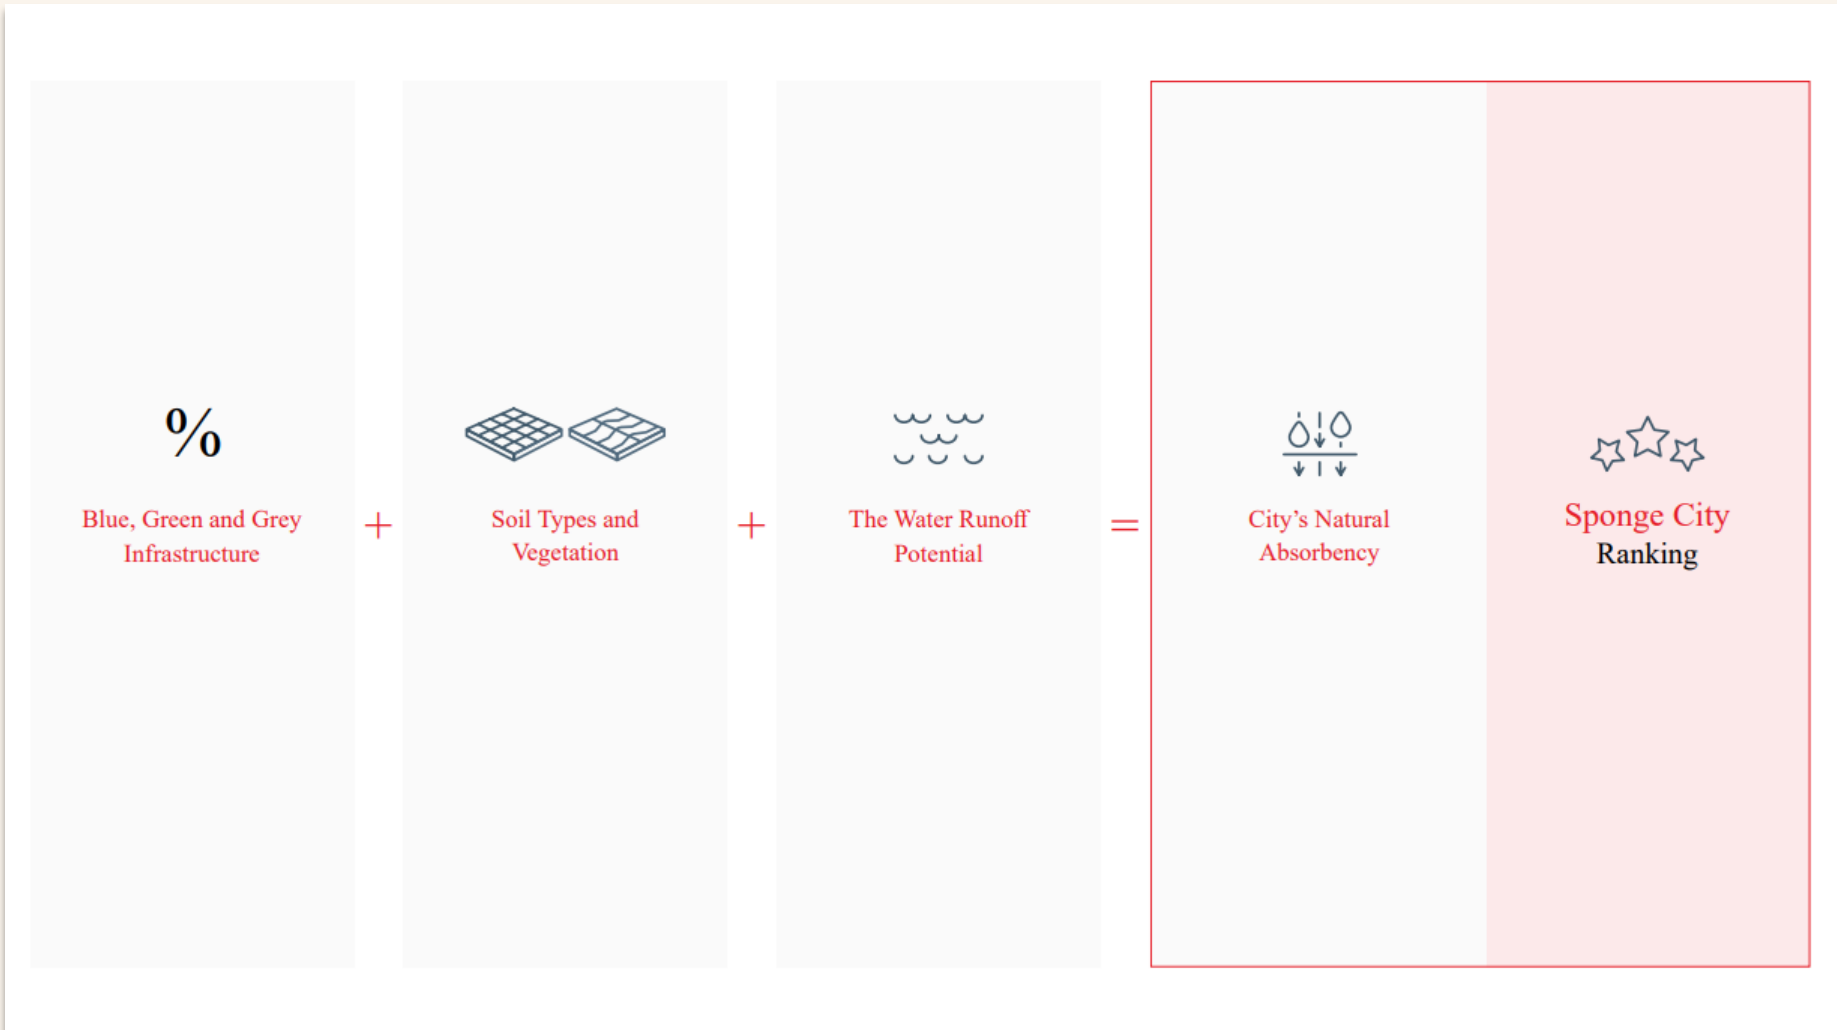 %
Blue, Green and Grey
Infrastructure
+
Soil Types and
Vegetation
+
The Water Runoff
Potential
=
City’s Natural
Absorbency
Sponge City
Ranking